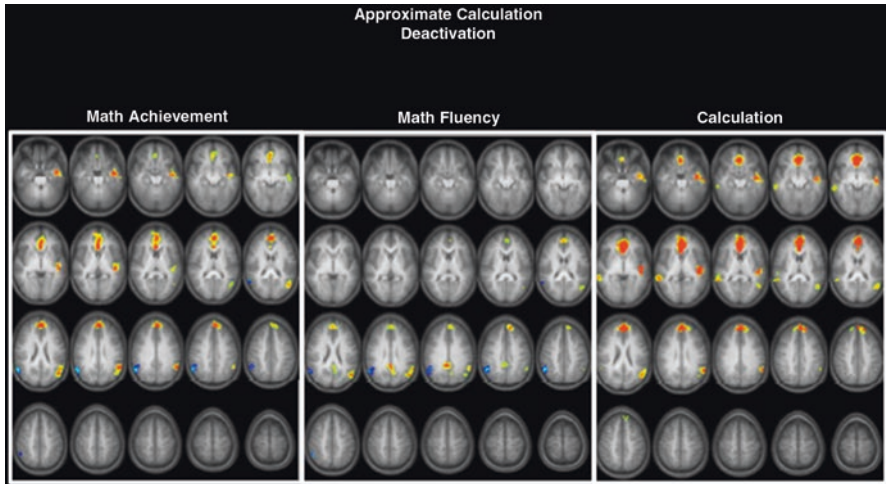 Approximate Calculation
Deactivation
Math Achievement
Math Fluency
Calculation